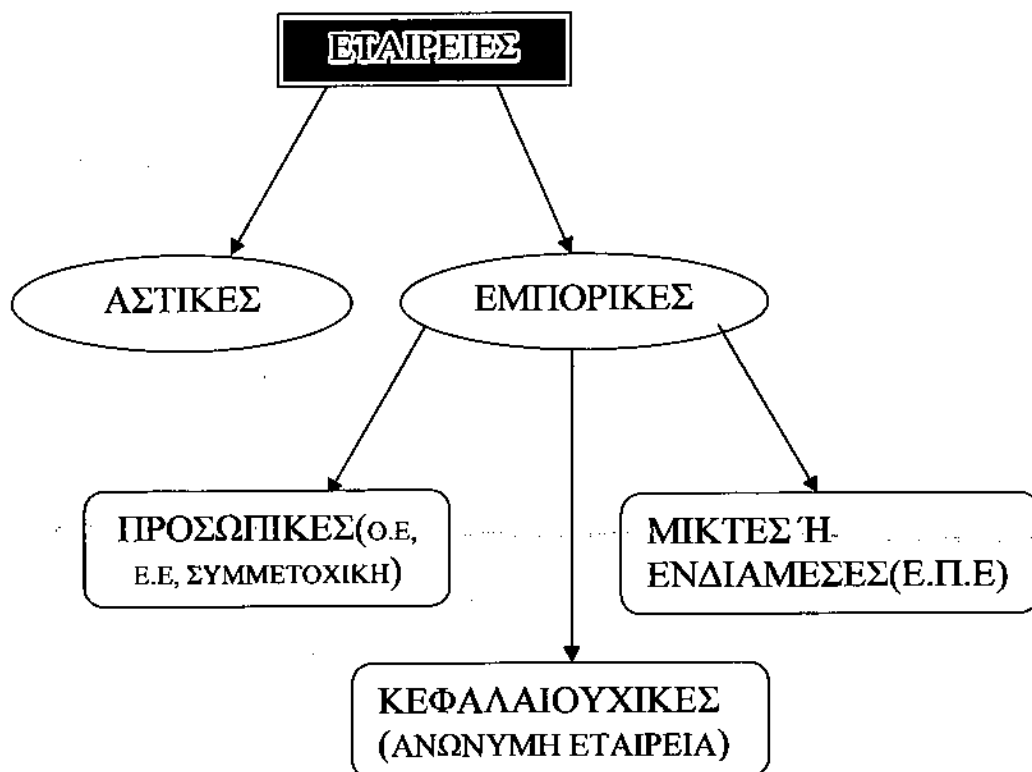 ΕΤΑΙΡΕΙΕΣ
ΑΣΤΙΚΕΣ
ΕΜΠΟΡΙΚΕΣ
ΠΡΟΣΩΠΙΚΕΣ(Ο.Ε,
Ε.Ε, ΣΥΜΜΕΤΟΧΙΚΗ)
ΜΙΚΤΕΣ Ή
ΕΝΔΙΑΜΕΣΕΣ(Ε.Π.Ε)
ΚΕΦΑΛΑΙΟΥΧΙΚΕΣ
(ΑΝΩΝΥΜΗ ΕΤΑΙΡΕΙΑ)